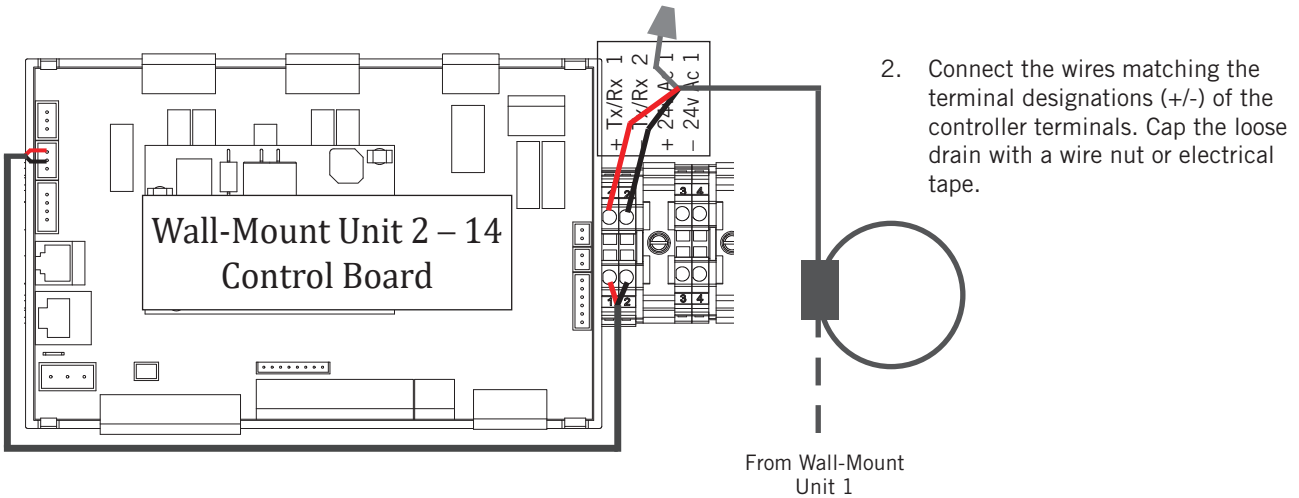 + Tx/Rx 1
- Tx/Rx 2
+ 24v Ac 1
- 24v Ac 1
1 2 3 4
1 2 3 4
Wall-Mount Unit 2 – 14
Control Board
2. Connect the wires matching the
terminal designations (+/-) of the
controller terminals. Cap the loose
drain with a wire nut or electrical
tape.
From Wall-Mount
Unit 1